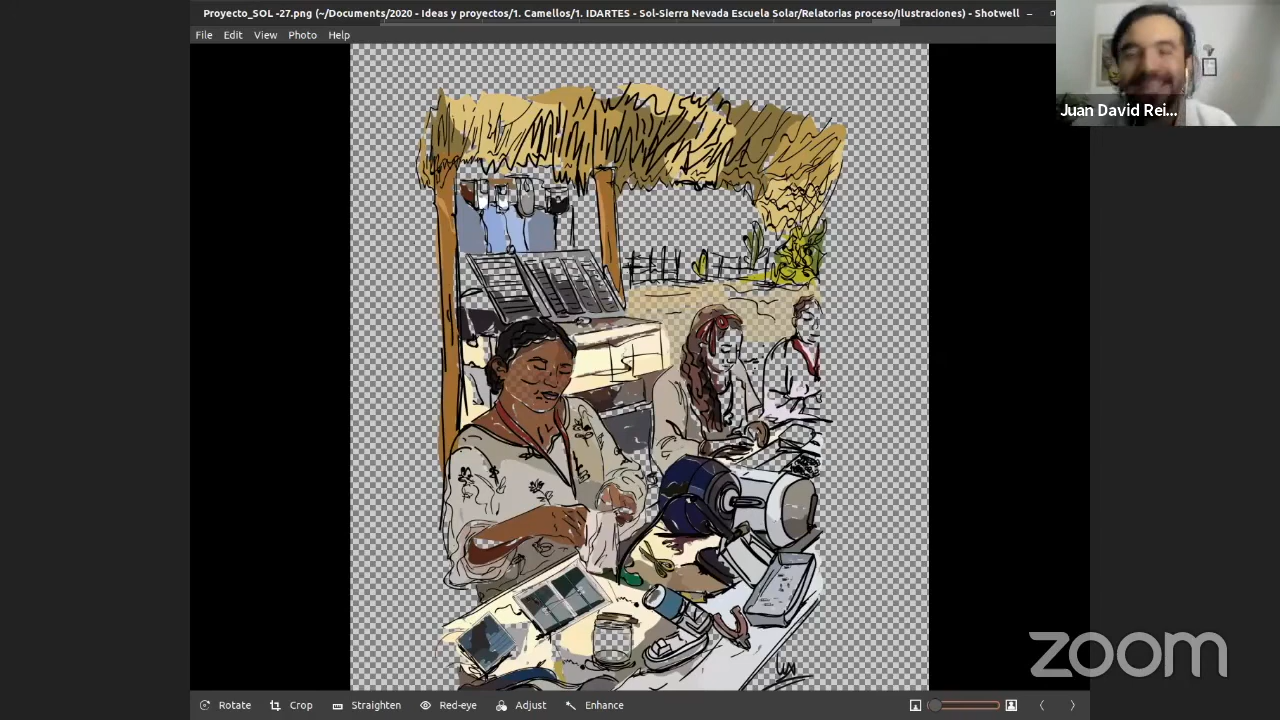 Proyecto_SOL -27.png (~/Documents/2020 - Ideas y proyectos/1. Camellos/1. IDARTES - Sol-Sierra Nevada Escuela Solar/Relatorias proceso/Ilustraciones) - Shotwell
File Edit View Photo Help
Juan David Rei...
zoom
Rotate Crop Straighten Red-eye Adjust Enhance